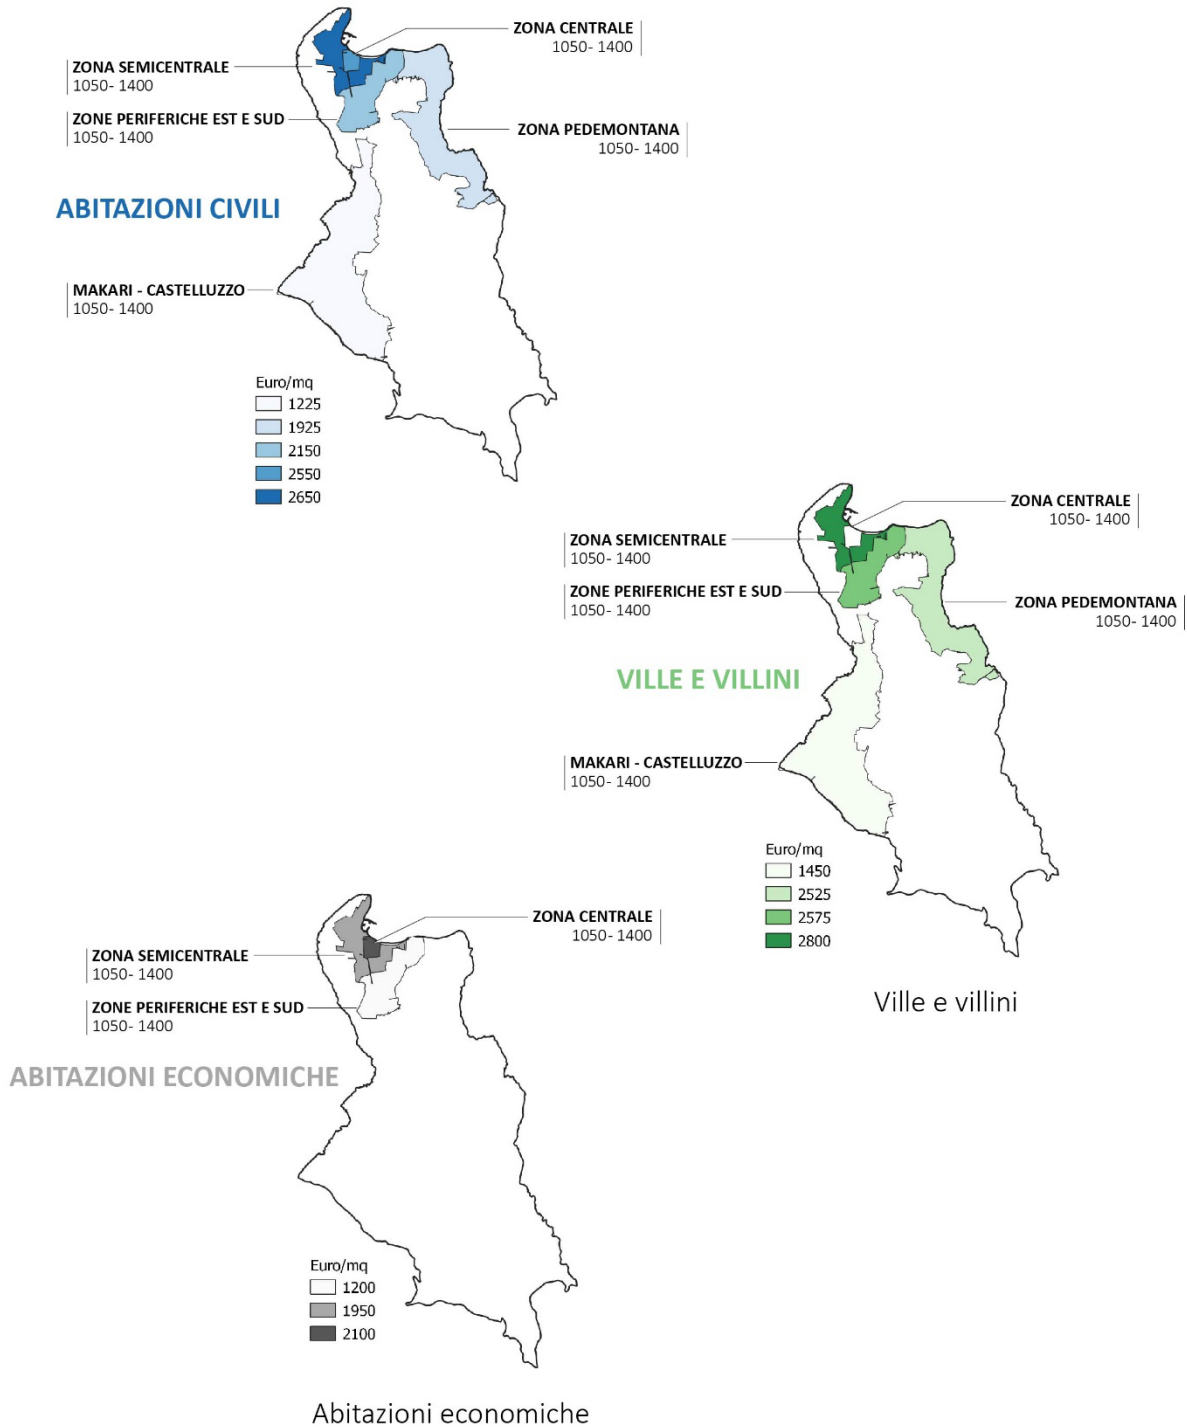 ZONA CENTRALE
1050- 1400
ZONA SEMICENTRALE
1050- 1400
ZONE PERIFERICHE EST E SUD
1050- 1400
ZONA PEDEMONTANA
1050- 1400
ABITAZIONI CIVILI
MAKARI - CASTELLUZZO
1050- 1400
Euro/mq
1225
1925
2150
2550
2650
ZONA CENTRALE
1050- 1400
ZONA SEMICENTRALE
1050- 1400
ZONE PERIFERICHE EST E SUD
1050- 1400
ZONA PEDEMONTANA
1050- 1400
VILLE E VILLINI
MAKARI - CASTELLUZZO
1050- 1400
Euro/mq
1450
2525
2575
2800
Ville e villini
ZONA CENTRALE
1050- 1400
ZONA SEMICENTRALE
1050- 1400
ZONE PERIFERICHE EST E SUD
1050- 1400
ABITAZIONI ECONOMICHE
Euro/mq
1200
1950
2100
Abitazioni economiche